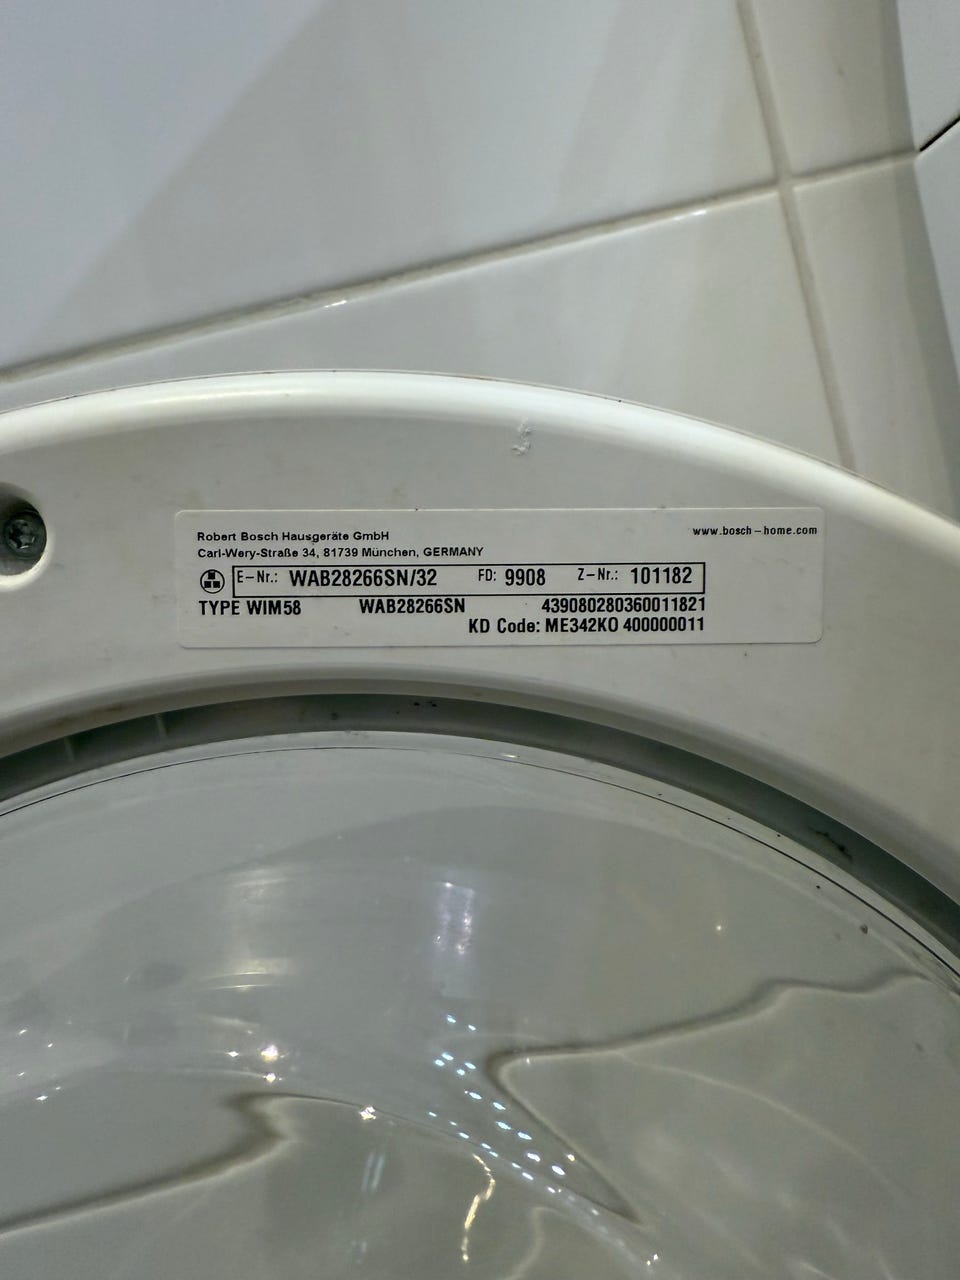 Robert Bosch Hausgeräte GmbH
www.bosch-home.com
Carl-Wery-Straße 34, 81739 München, GERMANY
E-Nr.: WAB28266SN/32 FD: 9908 Z-Nr.: 101182
TYPE WIM58 WAB28266SN 439080280360011821
KD Code: ME342KO 400000011